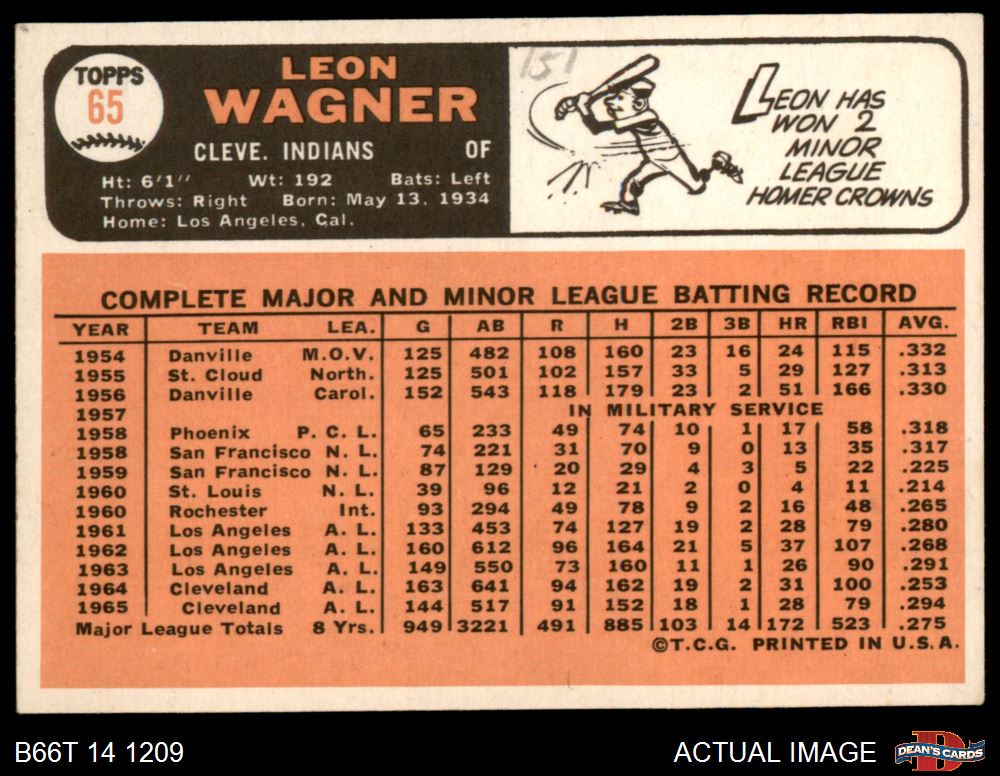 TOPPS
65
LEON
WAGNER
CLEVE. INDIANS OF
Ht: 6'1" Wt: 192 Bats: Left
Throws: Right Born: May 13, 1934
Home: Los Angeles, Cal.
151
LEON HAS
WON 2
MINOR
LEAGUE
HOMER CROWNS
COMPLETE MAJOR AND MINOR LEAGUE BATTING RECORD
YEAR TEAM LEA. G AB R H 2B 3B HR RBI AVG.
1954 Danville M.O.V. 125 482 108 160 23 16 24 115 .332
1955 St. Cloud North. 125 501 102 157 33 5 29 127 .313
1956 Danville Carol. 152 543 118 179 23 2 51 166 .330
1957 IN MILITARY SERVICE
1958 Phoenix P. C. L. 65 233 49 74 10 1 17 58 .318
1958 San Francisco N. L. 74 221 31 70 9 0 13 35 .317
1959 San Francisco N. L. 87 129 20 29 4 3 5 22 .225
1960 St. Louis N. L. 39 96 12 21 2 0 4 11 .214
1960 Rochester Int. 93 294 49 78 9 2 16 48 .265
1961 Los Angeles A. L. 133 453 74 127 19 2 28 79 .280
1962 Los Angeles A. L. 160 612 96 164 21 5 37 107 .268
1963 Los Angeles A. L. 149 550 73 160 11 1 26 90 .291
1964 Cleveland A. L. 163 641 94 162 19 2 31 100 .253
1965 Cleveland A. L. 144 517 91 152 18 1 28 79 .294
Major League Totals 8 Yrs. 949 3221 491 885 103 14 172 523 .275
©T.C.G. PRINTED IN U.S.A.
B66T 14 1209 ACTUAL IMAGE DEAN'S CARDS